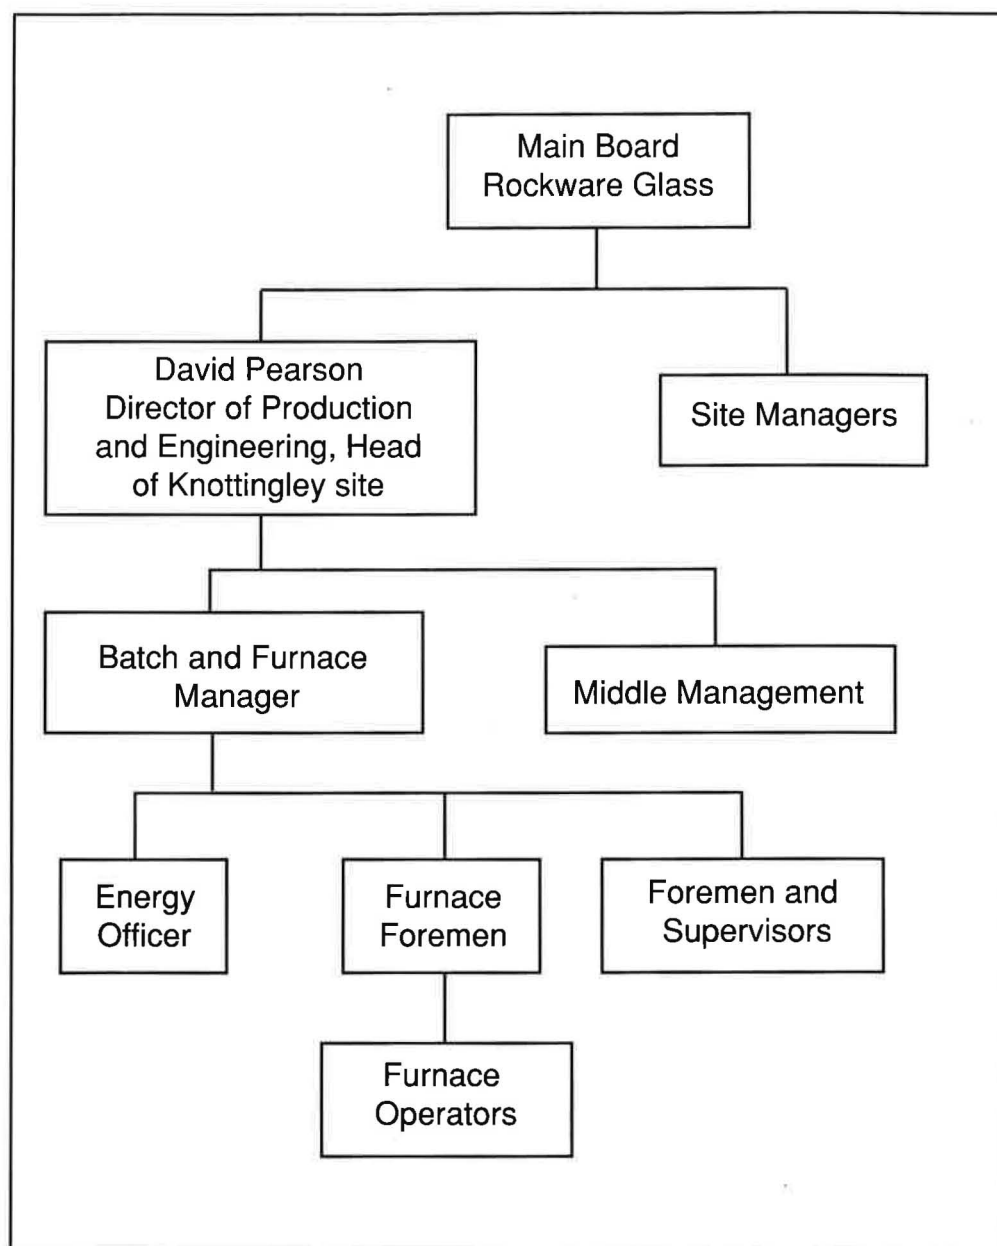 Main Board
Rockware Glass
David Pearson
Director of Production
and Engineering, Head
of Knottingley site
Site Managers
Batch and Furnace
Manager
Middle Management
Energy
Officer
Furnace
Foremen
Foremen and
Supervisors
Furnace
Operators